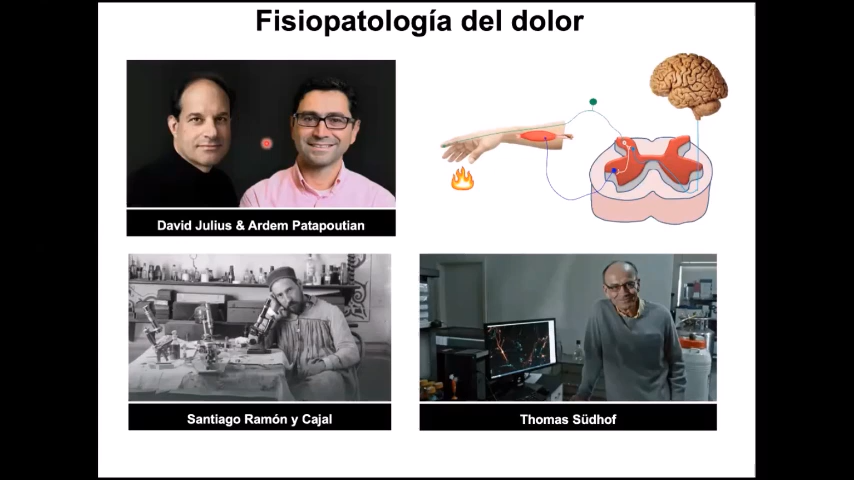 Fisiopatología del dolor
David Julius & Ardem Patapoutian
Santiago Ramón y Cajal
Thomas Südhof